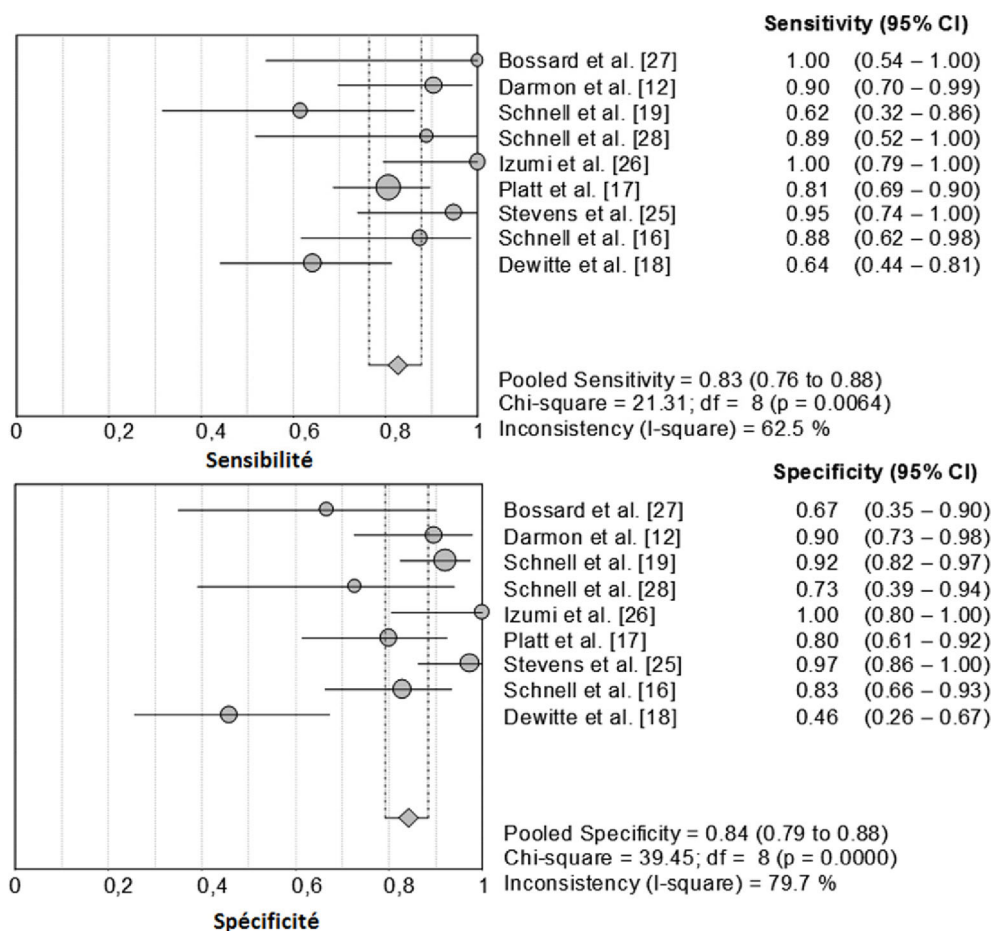 Sensitivity (95% CI)
Bossard et al. [27] 1.00 (0.54 – 1.00)
Darmon et al. [12] 0.90 (0.70 – 0.99)
Schnell et al. [19] 0.62 (0.32 – 0.86)
Schnell et al. [28] 0.89 (0.52 – 1.00)
Izumi et al. [26] 1.00 (0.79 – 1.00)
Platt et al. [17] 0.81 (0.69 – 0.90)
Stevens et al. [25] 0.95 (0.74 – 1.00)
Schnell et al. [16] 0.88 (0.62 – 0.98)
Dewitte et al. [18] 0.64 (0.44 – 0.81)
Pooled Sensitivity = 0.83 (0.76 to 0.88)
Chi-square = 21.31; df = 8 (p = 0.0064)
Inconsistency (I-square) = 62.5 %
0 0,2 0,4 0,6 0,8 1
Sensibilité
Specificity (95% CI)
Bossard et al. [27] 0.67 (0.35 – 0.90)
Darmon et al. [12] 0.90 (0.73 – 0.98)
Schnell et al. [19] 0.92 (0.82 – 0.97)
Schnell et al. [28] 0.73 (0.39 – 0.94)
Izumi et al. [26] 1.00 (0.80 – 1.00)
Platt et al. [17] 0.80 (0.61 – 0.92)
Stevens et al. [25] 0.97 (0.86 – 1.00)
Schnell et al. [16] 0.83 (0.66 – 0.93)
Dewitte et al. [18] 0.46 (0.26 – 0.67)
Pooled Specificity = 0.84 (0.79 to 0.88)
Chi-square = 39.45; df = 8 (p = 0.0000)
Inconsistency (I-square) = 79.7 %
0 0,2 0,4 0,6 0,8 1
Spécificité